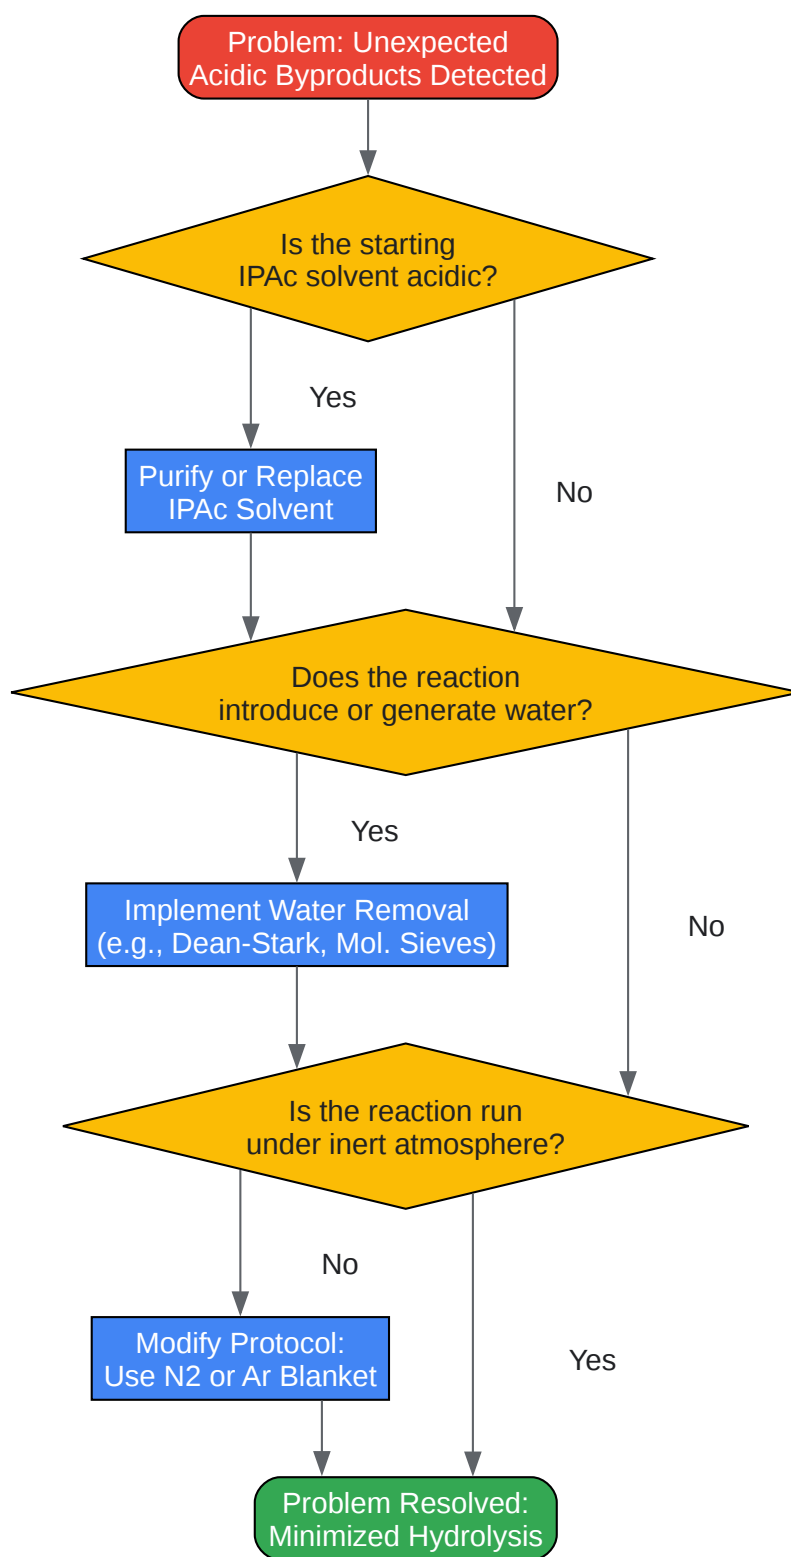 Problem: Unexpected
Acidic Byproducts Detected
Is the starting
IPAc solvent acidic?
Yes
Purify or Replace
IPAc Solvent
No
Does the reaction
introduce or generate water?
Yes
Implement Water Removal
(e.g., Dean-Stark, Mol. Sieves)
No
Is the reaction run
under inert atmosphere?
No
Modify Protocol:
Use N2 or Ar Blanket
Yes
Problem Resolved:
Minimized Hydrolysis